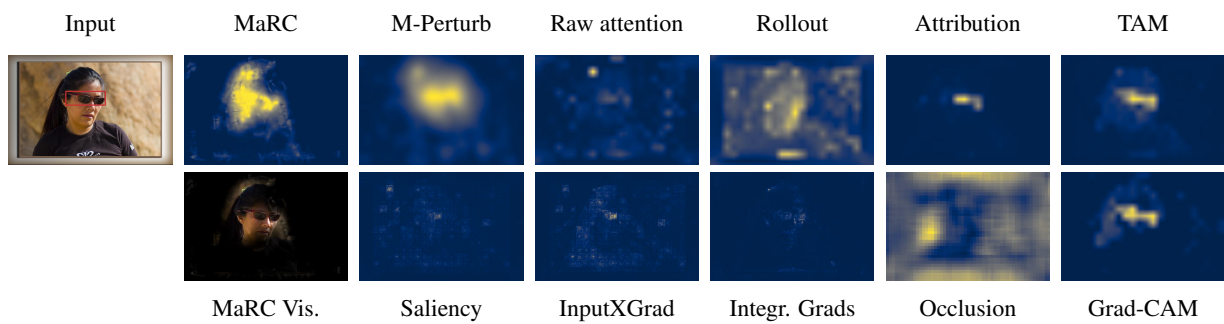 Input MaRC M-Perturb Raw attention Rollout Attribution TAM
MaRC Vis. Saliency InputXGrad Integr. Grads Occlusion Grad-CAM